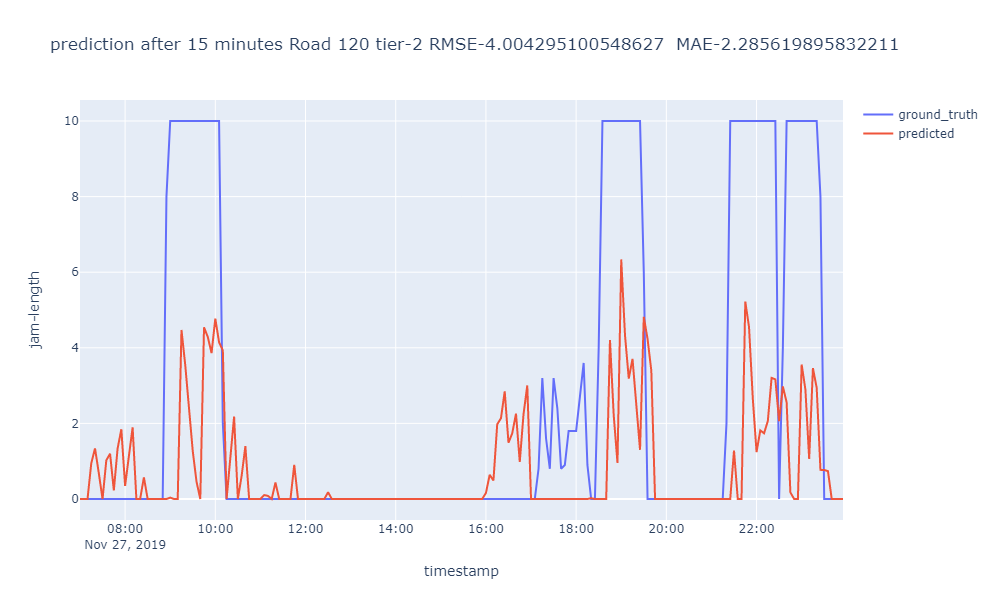 prediction after 15 minutes Road 120 tier-2 RMSE-4.004295100548627  MAE-2.285619895832211
ground_truth
predicted
10
8
6
4
2
0
jam-length
08:00 10:00 12:00 14:00 16:00 18:00 20:00 22:00
Nov 27, 2019
timestamp